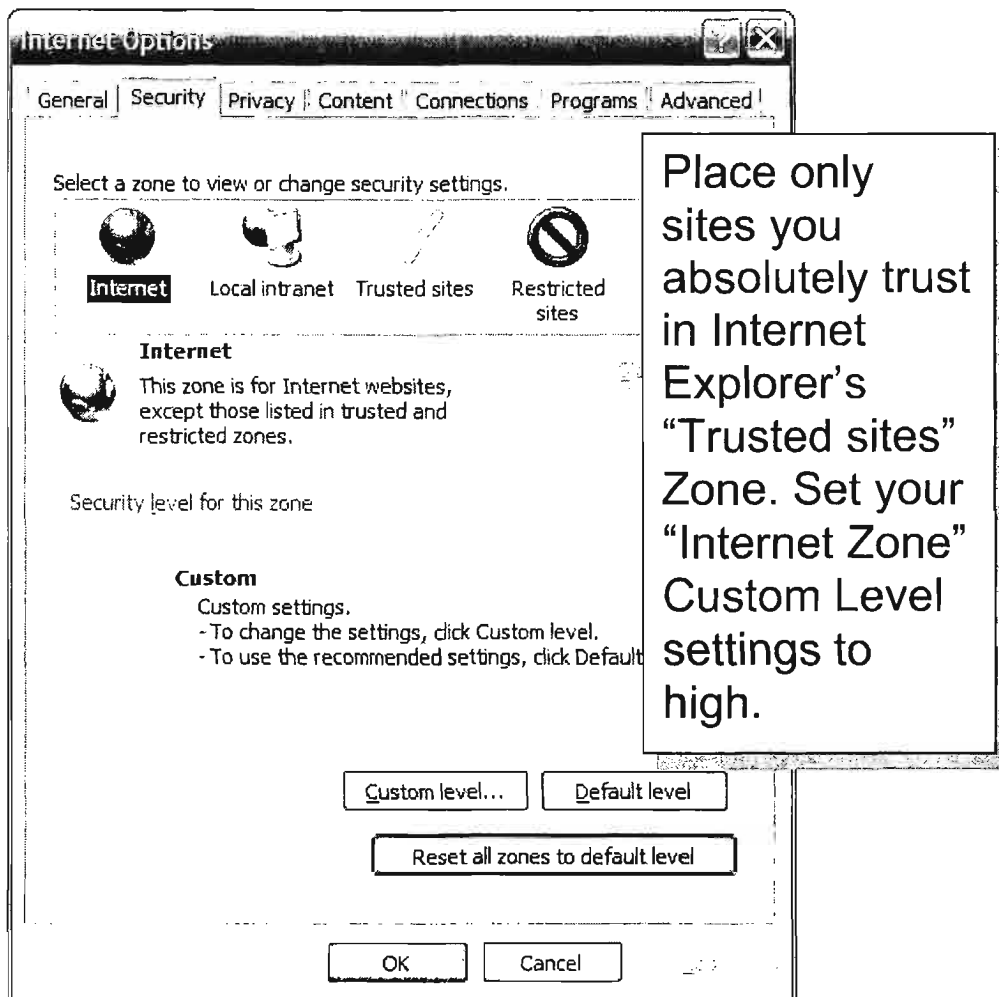 Internet Options
General Security Privacy Content Connections Programs Advanced
Select a zone to view or change security settings.
Internet Local intranet Trusted sites Restricted sites
Internet
This zone is for Internet websites,
except those listed in trusted and
restricted zones.
Security level for this zone
Custom
Custom settings.
- To change the settings, click Custom level.
- To use the recommended settings, click Default
Custom level... Default level
Reset all zones to default level
OK Cancel
Place only
sites you
absolutely trust
in Internet
Explorer's
“Trusted sites”
Zone. Set your
“Internet Zone”
Custom Level
settings to
high.